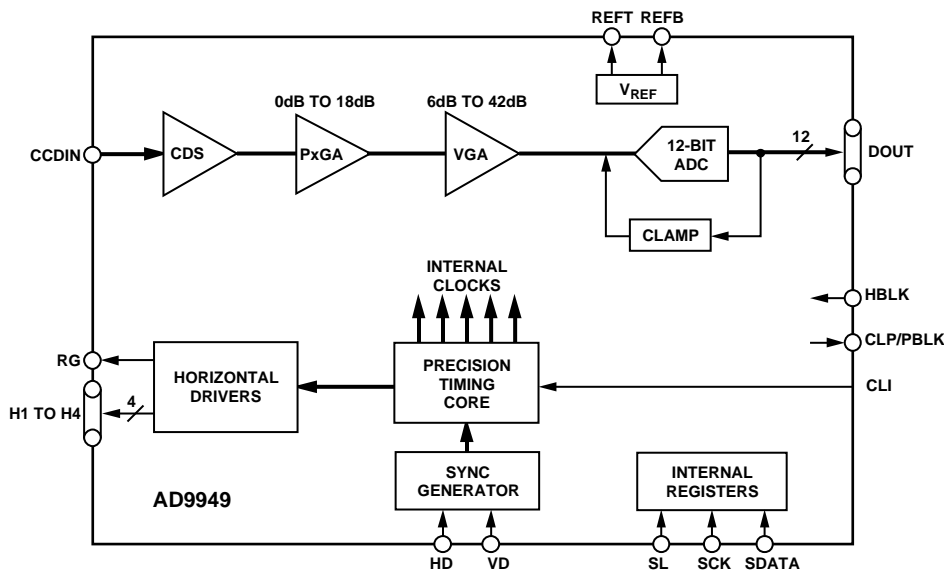 REFT REFB
V_REF
0dB TO 18dB
6dB TO 42dB
CCDIN
CDS
PxGA
VGA
12-BIT
ADC
12
DOUT
CLAMP
INTERNAL
CLOCKS
HBLK
CLP/PBLK
RG
HORIZONTAL
DRIVERS
PRECISION
TIMING
CORE
CLI
H1 TO H4
4
SYNC
GENERATOR
INTERNAL
REGISTERS
AD9949
HD
VD
SL
SCK
SDATA